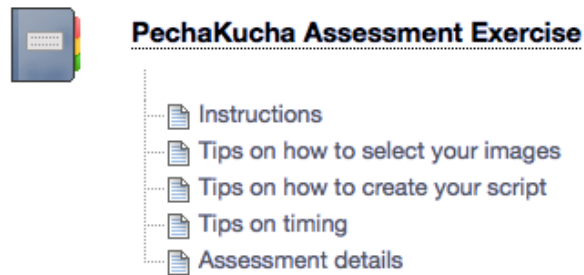 PechaKucha Assessment Exercise
Instructions
Tips on how to select your images
Tips on how to create your script
Tips on timing
Assessment details